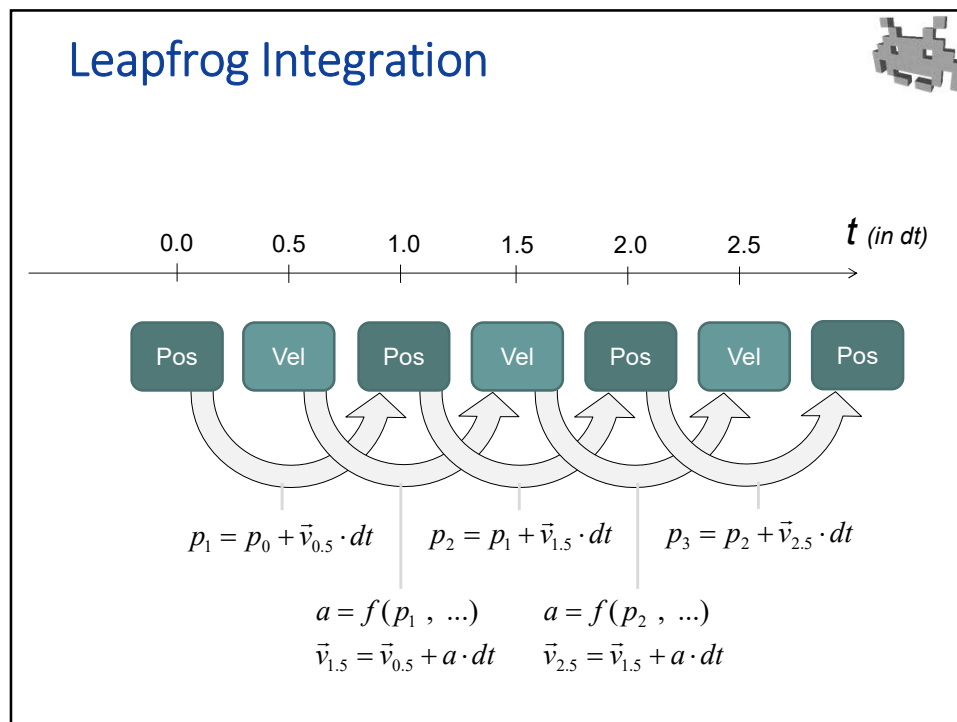 Leapfrog Integration
0.0 0.5 1.0 1.5 2.0 2.5 t (in dt)
Pos Vel Pos Vel Pos Vel Pos
p₁ = p₀ + v⃗₀.₅ · dt p₂ = p₁ + v⃗₁.₅ · dt p₃ = p₂ + v⃗₂.₅ · dt
a = f(p₁ , ...) a = f(p₂ , ...)
v⃗₁.₅ = v⃗₀.₅ + a · dt v⃗₂.₅ = v⃗₁.₅ + a · dt